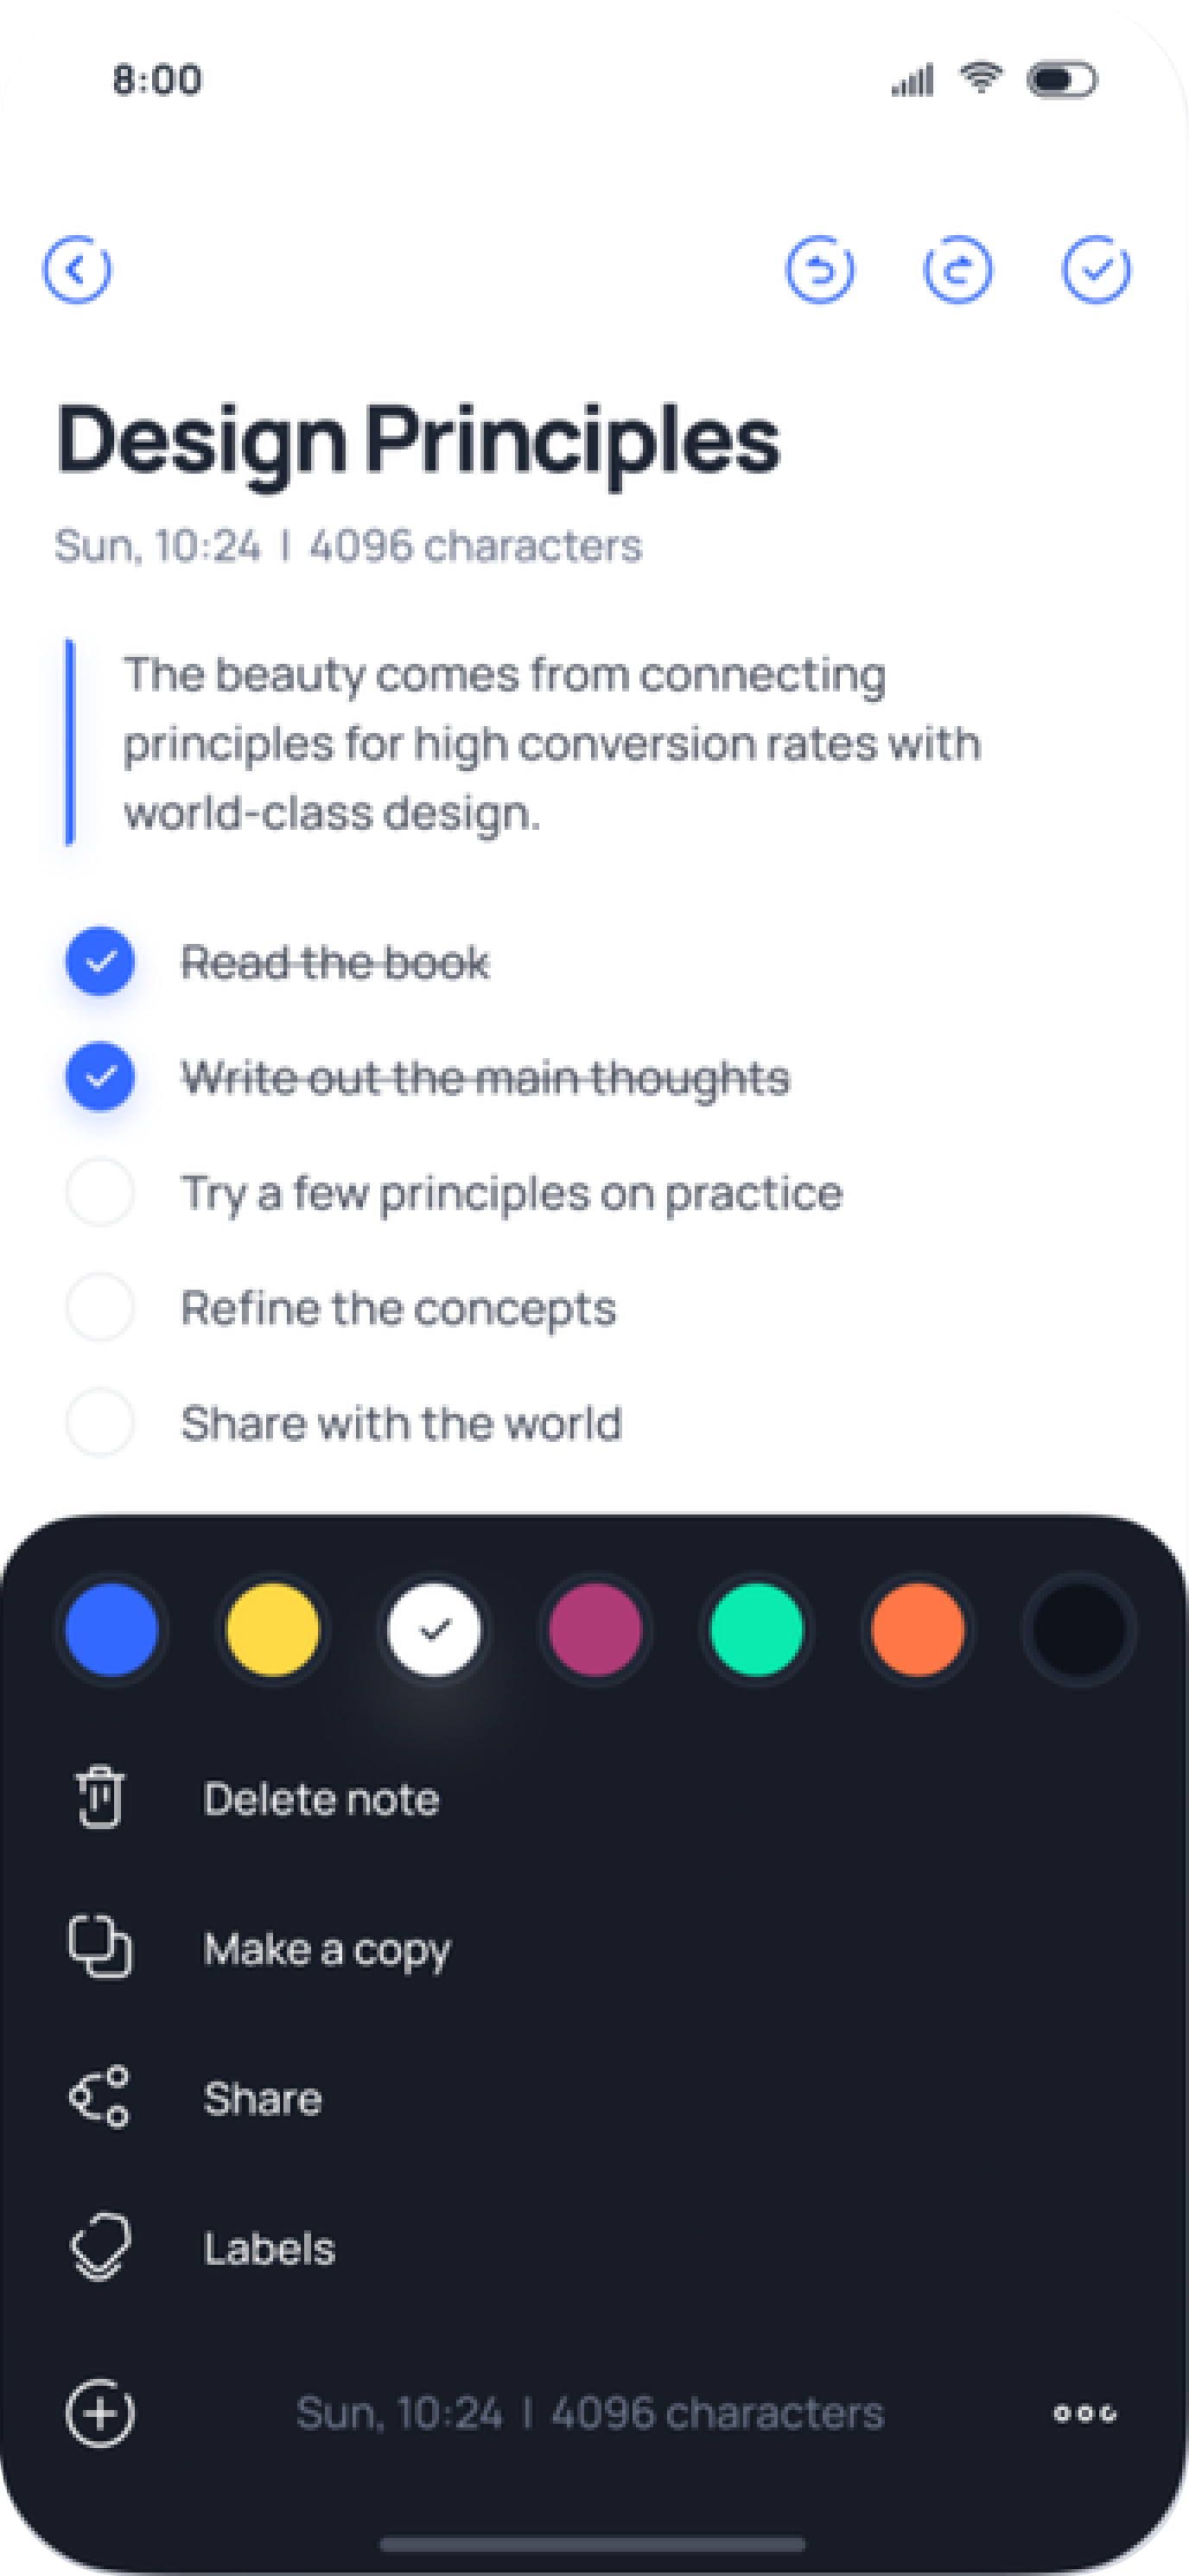 8:00
Design Principles
Sun, 10:24 | 4096 characters
The beauty comes from connecting
principles for high conversion rates with
world-class design.
Read the book
Write out the main thoughts
Try a few principles on practice
Refine the concepts
Share with the world
Delete note
Make a copy
Share
Labels
Sun, 10:24 | 4096 characters